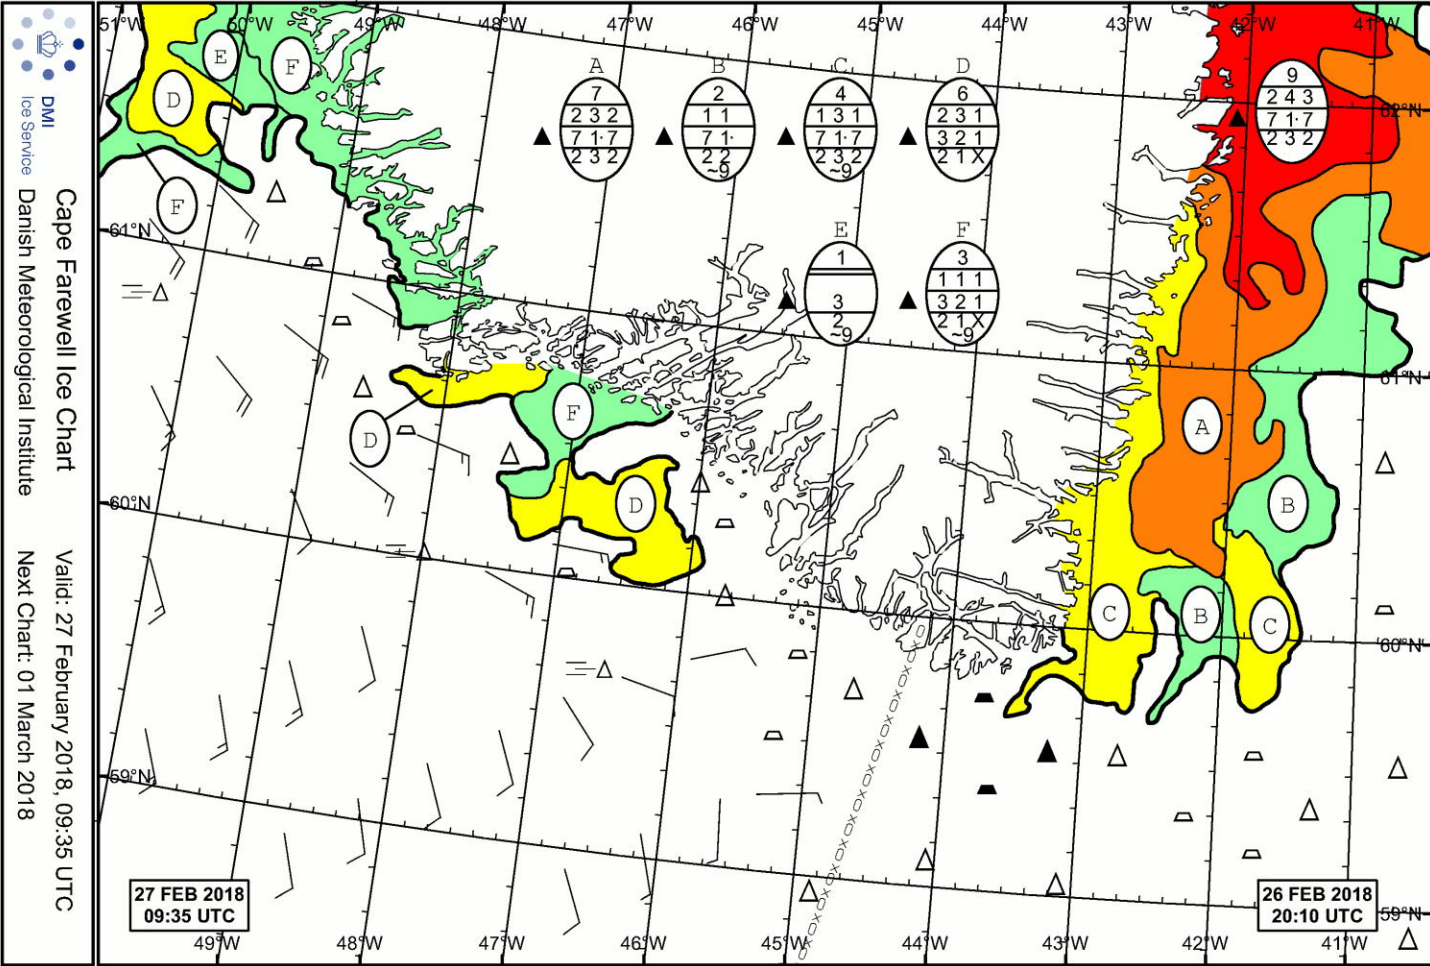 DMI
Ice Service
Cape Farewell Ice Chart
Danish Meteorological Institute
Valid: 27 February 2018, 09:35 UTC
Next Chart: 01 March 2018
51°W 50°W 49°W 48°W 47°W 46°W 45°W 44°W 43°W 42°W 41°W
E
F
D
F
A
7
2 3 2
7 1·7
2 3 2
B
2
1 1
7 1·
2 2
~9
C
4
1 3 1
7 1·7
2 3 2
~9
D
6
2 3 1
3 2 1
2 1 X
9
2 4 3
7 1·7
2 3 2
62°N
E
1
3
2
~9
F
3
1 1 1
3 2 1
2 1 X
~9
61°N
61°N
D
F
A
D
B
60°N
C
B
C
60°N
59°N
59°N
27 FEB 2018
09:35 UTC
26 FEB 2018
20:10 UTC
49°W 48°W 47°W 46°W 45°W 44°W 43°W 42°W 41°W